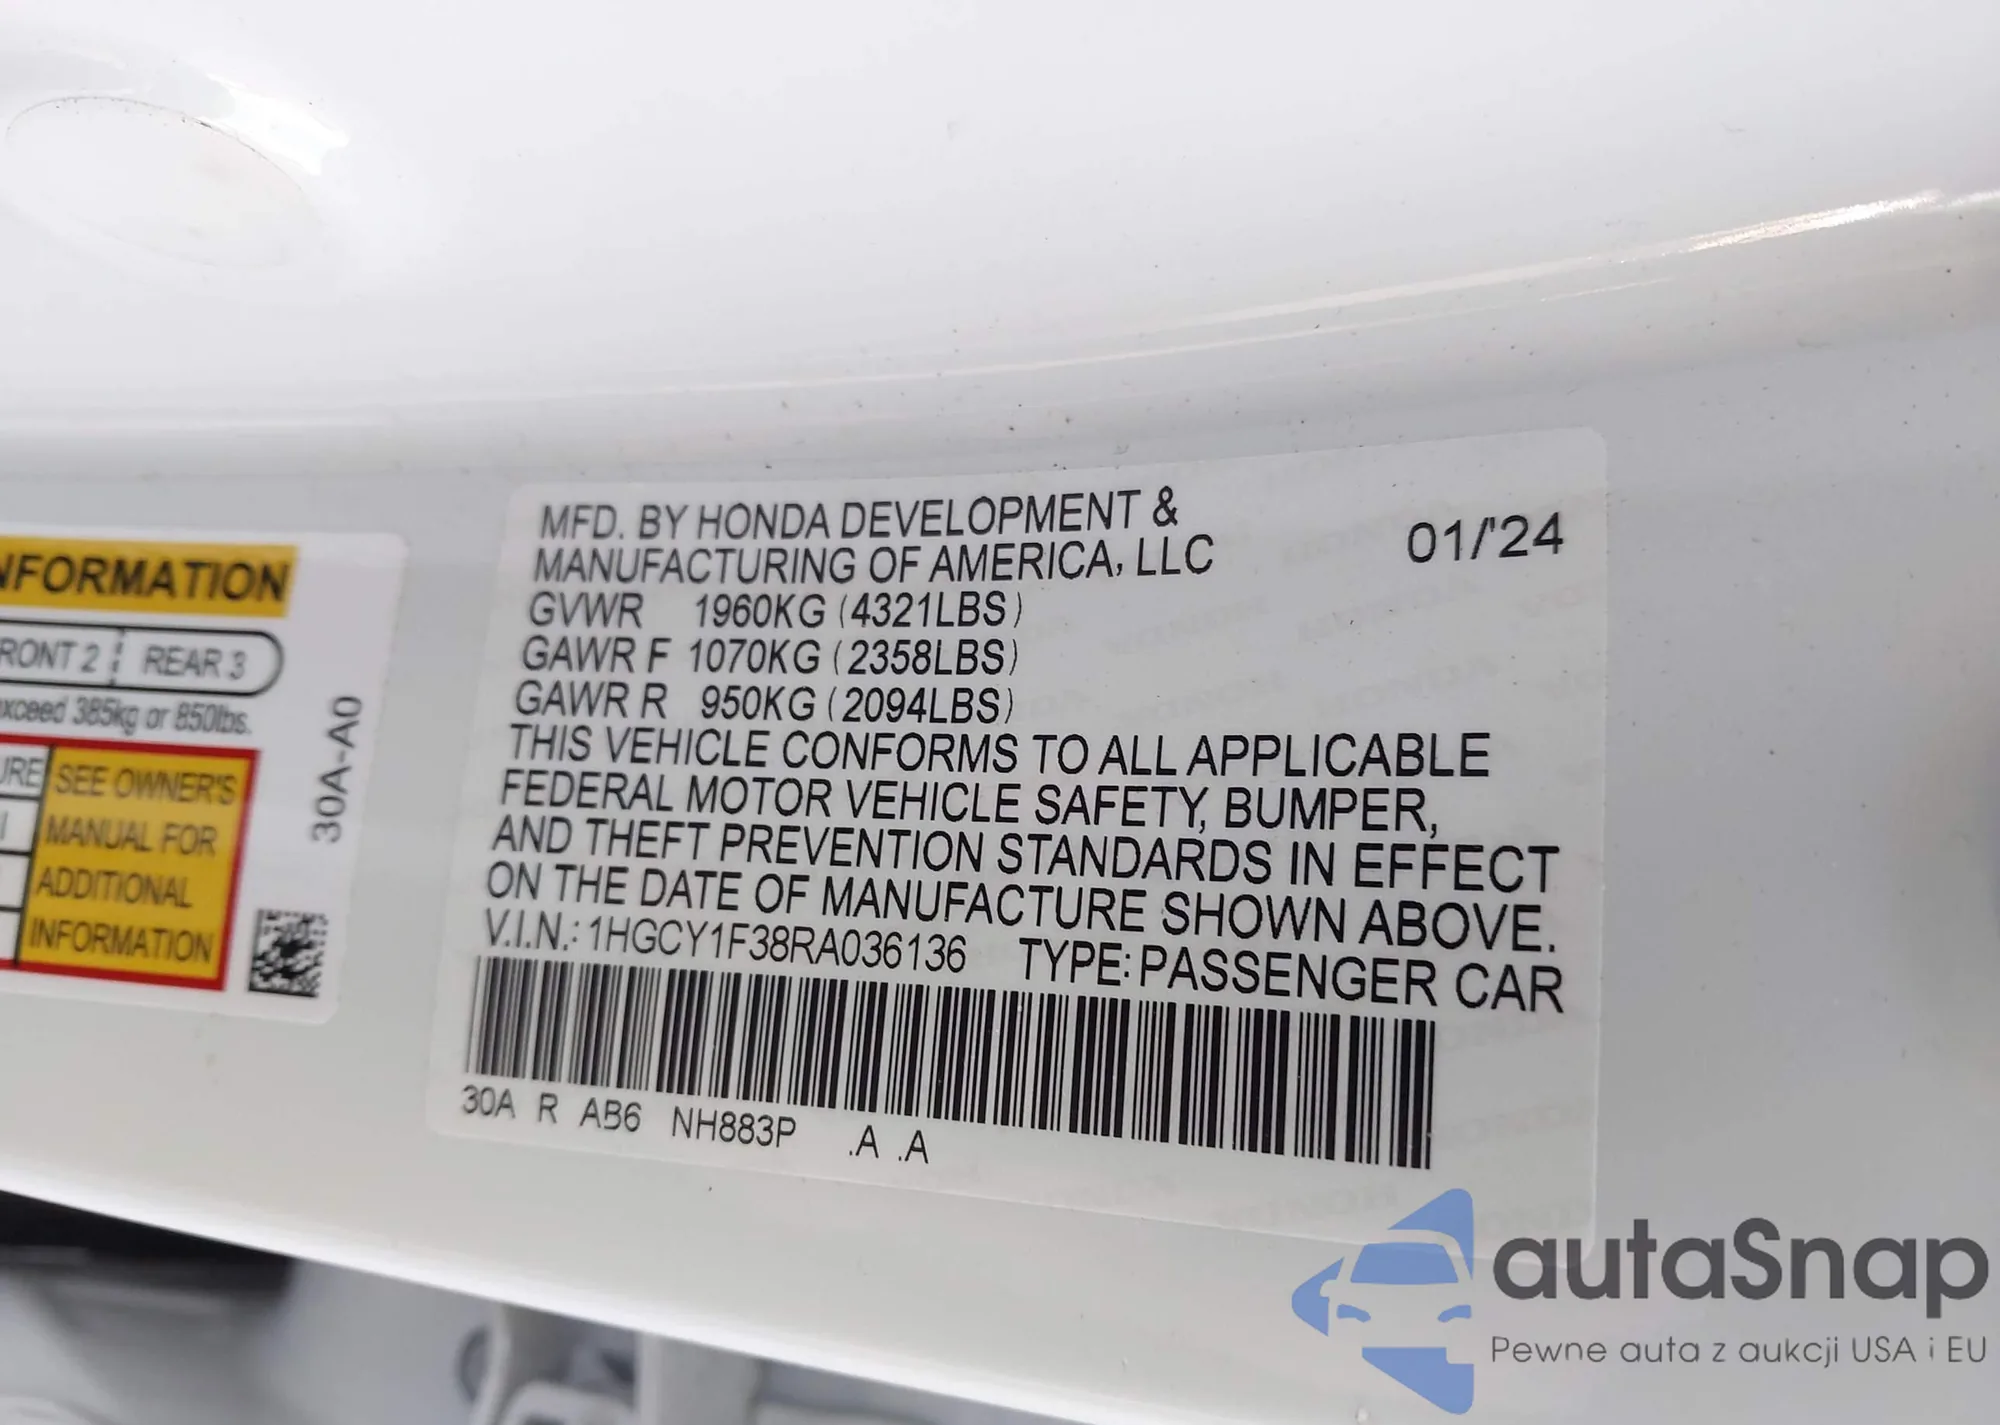 NFORMATION
RONT 2 REAR 3
exceed 385kg or 850lbs.
URE
SEE OWNER'S
MANUAL FOR
ADDITIONAL
INFORMATION
30A-A0
MFD. BY HONDA DEVELOPMENT &
MANUFACTURING OF AMERICA, LLC
01/'24
GVWR 1960KG (4321LBS)
GAWR F 1070KG (2358LBS)
GAWR R 950KG (2094LBS)
THIS VEHICLE CONFORMS TO ALL APPLICABLE
FEDERAL MOTOR VEHICLE SAFETY, BUMPER,
AND THEFT PREVENTION STANDARDS IN EFFECT
ON THE DATE OF MANUFACTURE SHOWN ABOVE.
V.I.N.: 1HGCY1F38RA036136 TYPE: PASSENGER CAR
30A R AB6 NH883P .A .A
autaSnap
Pewne auta z aukcji USA i EU